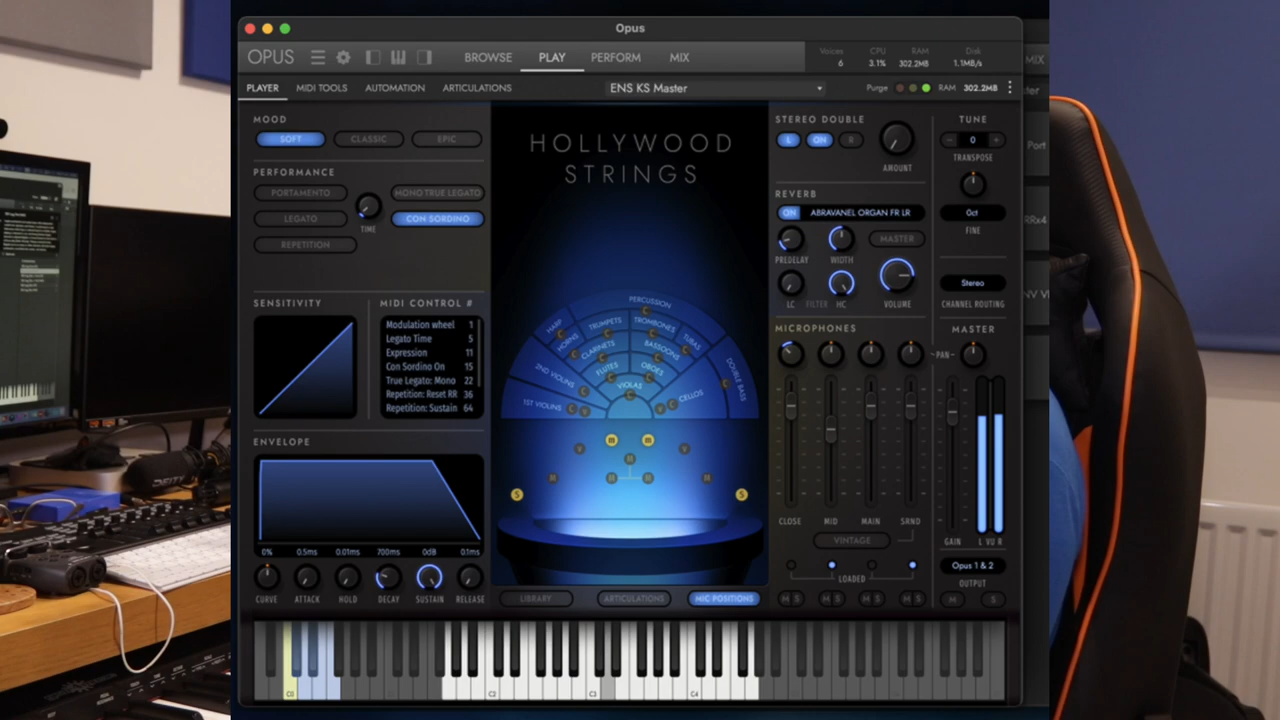 Opus
OPUS BROWSE PLAY PERFORM MIX
Voices 6 CPU 3.1% RAM 302.2MB Disk 1.1MB/s
PLAYER MIDI TOOLS AUTOMATION ARTICULATIONS ENS KS Master Purge RAM 302.2MB
MOOD
SOFT CLASSIC EPIC
PERFORMANCE
PORTAMENTO MONO TRUE LEGATO
LEGATO TIME CON SORDINO
REPETITION
SENSITIVITY
MIDI CONTROL #
Modulation wheel 1
Legato Time 5
Expression 11
Con Sordino On 15
True Legato: Mono 22
Repetition: Reset RR 36
Repetition: Sustain 64
ENVELOPE
0% 0.5ms 0.01ms 700ms 0dB 0.1ms
CURVE ATTACK HOLD DECAY SUSTAIN RELEASE
HOLLYWOOD
STRINGS
PERCUSSION
HARP
HORNS
TRUMPETS
TROMBONES
TUBAS
CLARINETS
BASSOONS
2ND VIOLINS
FLUTES
OBOES
DOUBLE BASS
1ST VIOLINS
VIOLAS
CELLOS
LIBRARY ARTICULATIONS MIC POSITIONS
STEREO DOUBLE
L ON R
AMOUNT
REVERB
ON ABRAVANEL ORGAN FR LR
PREDELAY WIDTH MASTER
LC FILTER HC VOLUME
MICROPHONES
CLOSE MID MAIN SRND
VINTAGE
LOADED
M S M S M S M S
TUNE
0
TRANSPOSE
0ct
FINE
Stereo
CHANNEL ROUTING
MASTER
PAN
GAIN L VU R
Opus 1 & 2
OUTPUT
M S
C0 C2 C3 C4
MIX
Port
RRx4